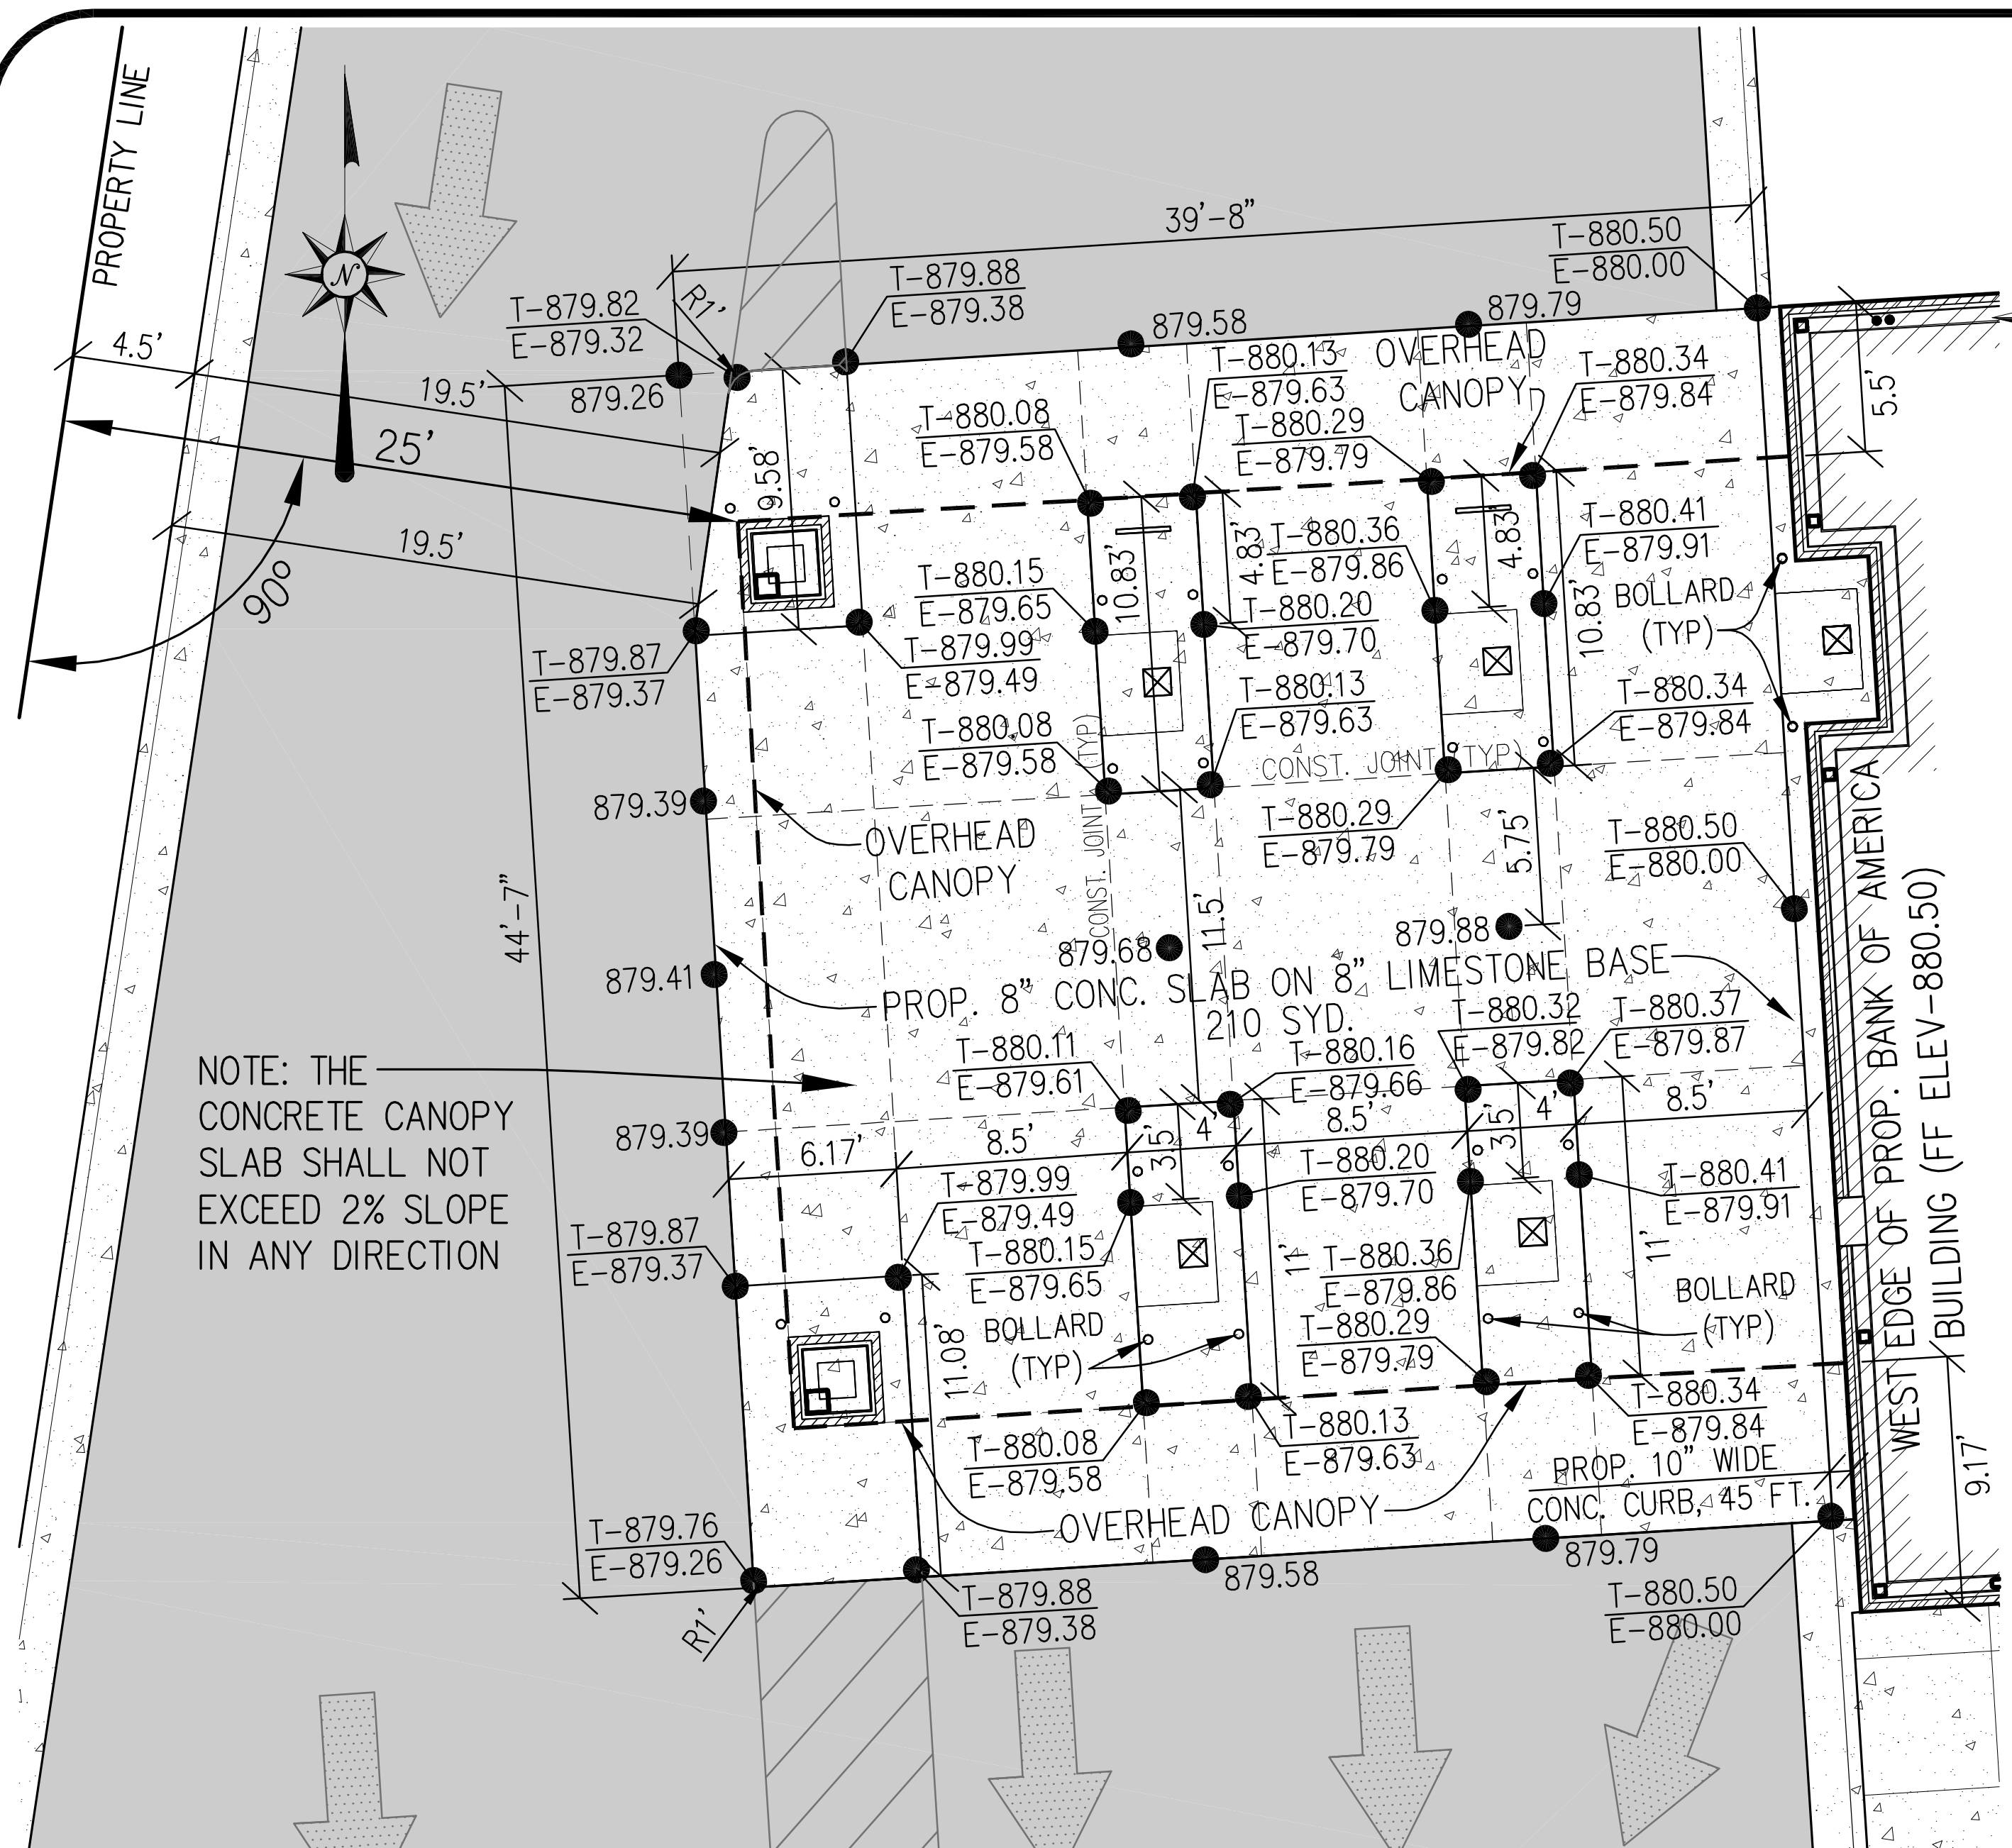 PROPERTY LINE
N
39'-8"
T-880.50
E-880.00
T-879.88
E-879.38
T-879.82
E-879.32
R1'
879.58
879.79
4.5'
19.5'
879.26
T-880.13
E-879.63
OVERHEAD
CANOPY
T-880.34
E-879.84
5.5'
25'
9.58'
T-880.08
E-879.58
T-880.29
E-879.79
19.5'
90°
T-880.15
E-879.65
10.83'
4.83'
T-880.36
E-879.86
4.83'
T-880.41
E-879.91
10.83'
BOLLARD
(TYP)
T-880.20
E-879.70
T-879.87
E-879.37
T-879.99
E-879.49
T-880.13
E-879.63
T-880.34
E-879.84
T-880.08
E-879.58
CONST. JOINT (TYP)
CONST. JOINT (TYP)
879.39
OVERHEAD
CANOPY
T-880.29
E-879.79
5.75'
T-880.50
E-880.00
44'-7"
11.5'
879.68
879.88
879.41
PROP. 8" CONC. SLAB ON 8" LIMESTONE BASE
210 SYD.
WEST EDGE OF PROP. BANK OF AMERICA
BUILDING (FF ELEV-880.50)
NOTE: THE
CONCRETE CANOPY
SLAB SHALL NOT
EXCEED 2% SLOPE
IN ANY DIRECTION
T-880.11
E-879.61
T-880.16
E-879.66
T-880.32
E-879.82
T-880.37
E-879.87
879.39
6.17'
8.5'
3.5'
4'
8.5'
3.5'
4'
8.5'
T-879.99
E-879.49
T-880.20
E-879.70
T-880.41
E-879.91
T-879.87
E-879.37
T-880.15
E-879.65
11'
T-880.36
E-879.86
11'
BOLLARD
(TYP)
11.08'
BOLLARD
(TYP)
T-880.29
E-879.79
T-880.34
E-879.84
T-880.08
E-879.58
T-880.13
E-879.63
PROP. 10" WIDE
CONC. CURB, 45 FT.
9.17'
OVERHEAD CANOPY
T-879.76
E-879.26
879.58
879.79
T-879.88
E-879.38
T-880.50
E-880.00
R1'